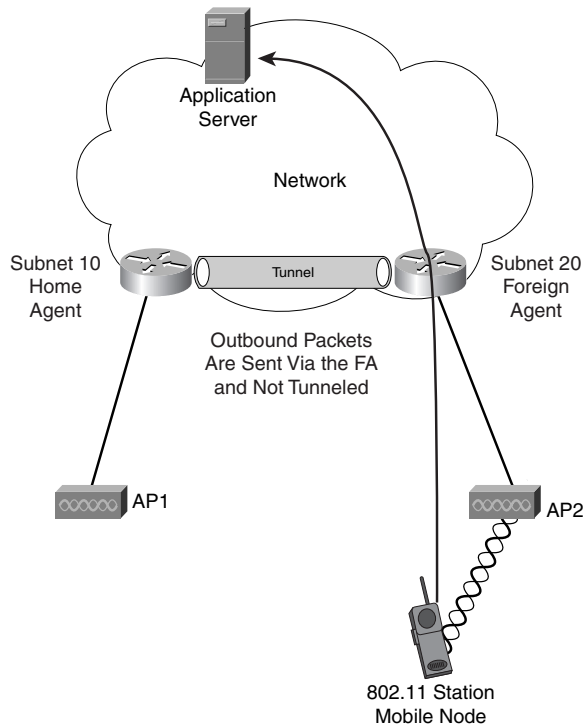 Application
Server
Network
Subnet 10
Home
Agent
Tunnel
Subnet 20
Foreign
Agent
Outbound Packets
Are Sent Via the FA
and Not Tunneled
AP1
AP2
802.11 Station
Mobile Node